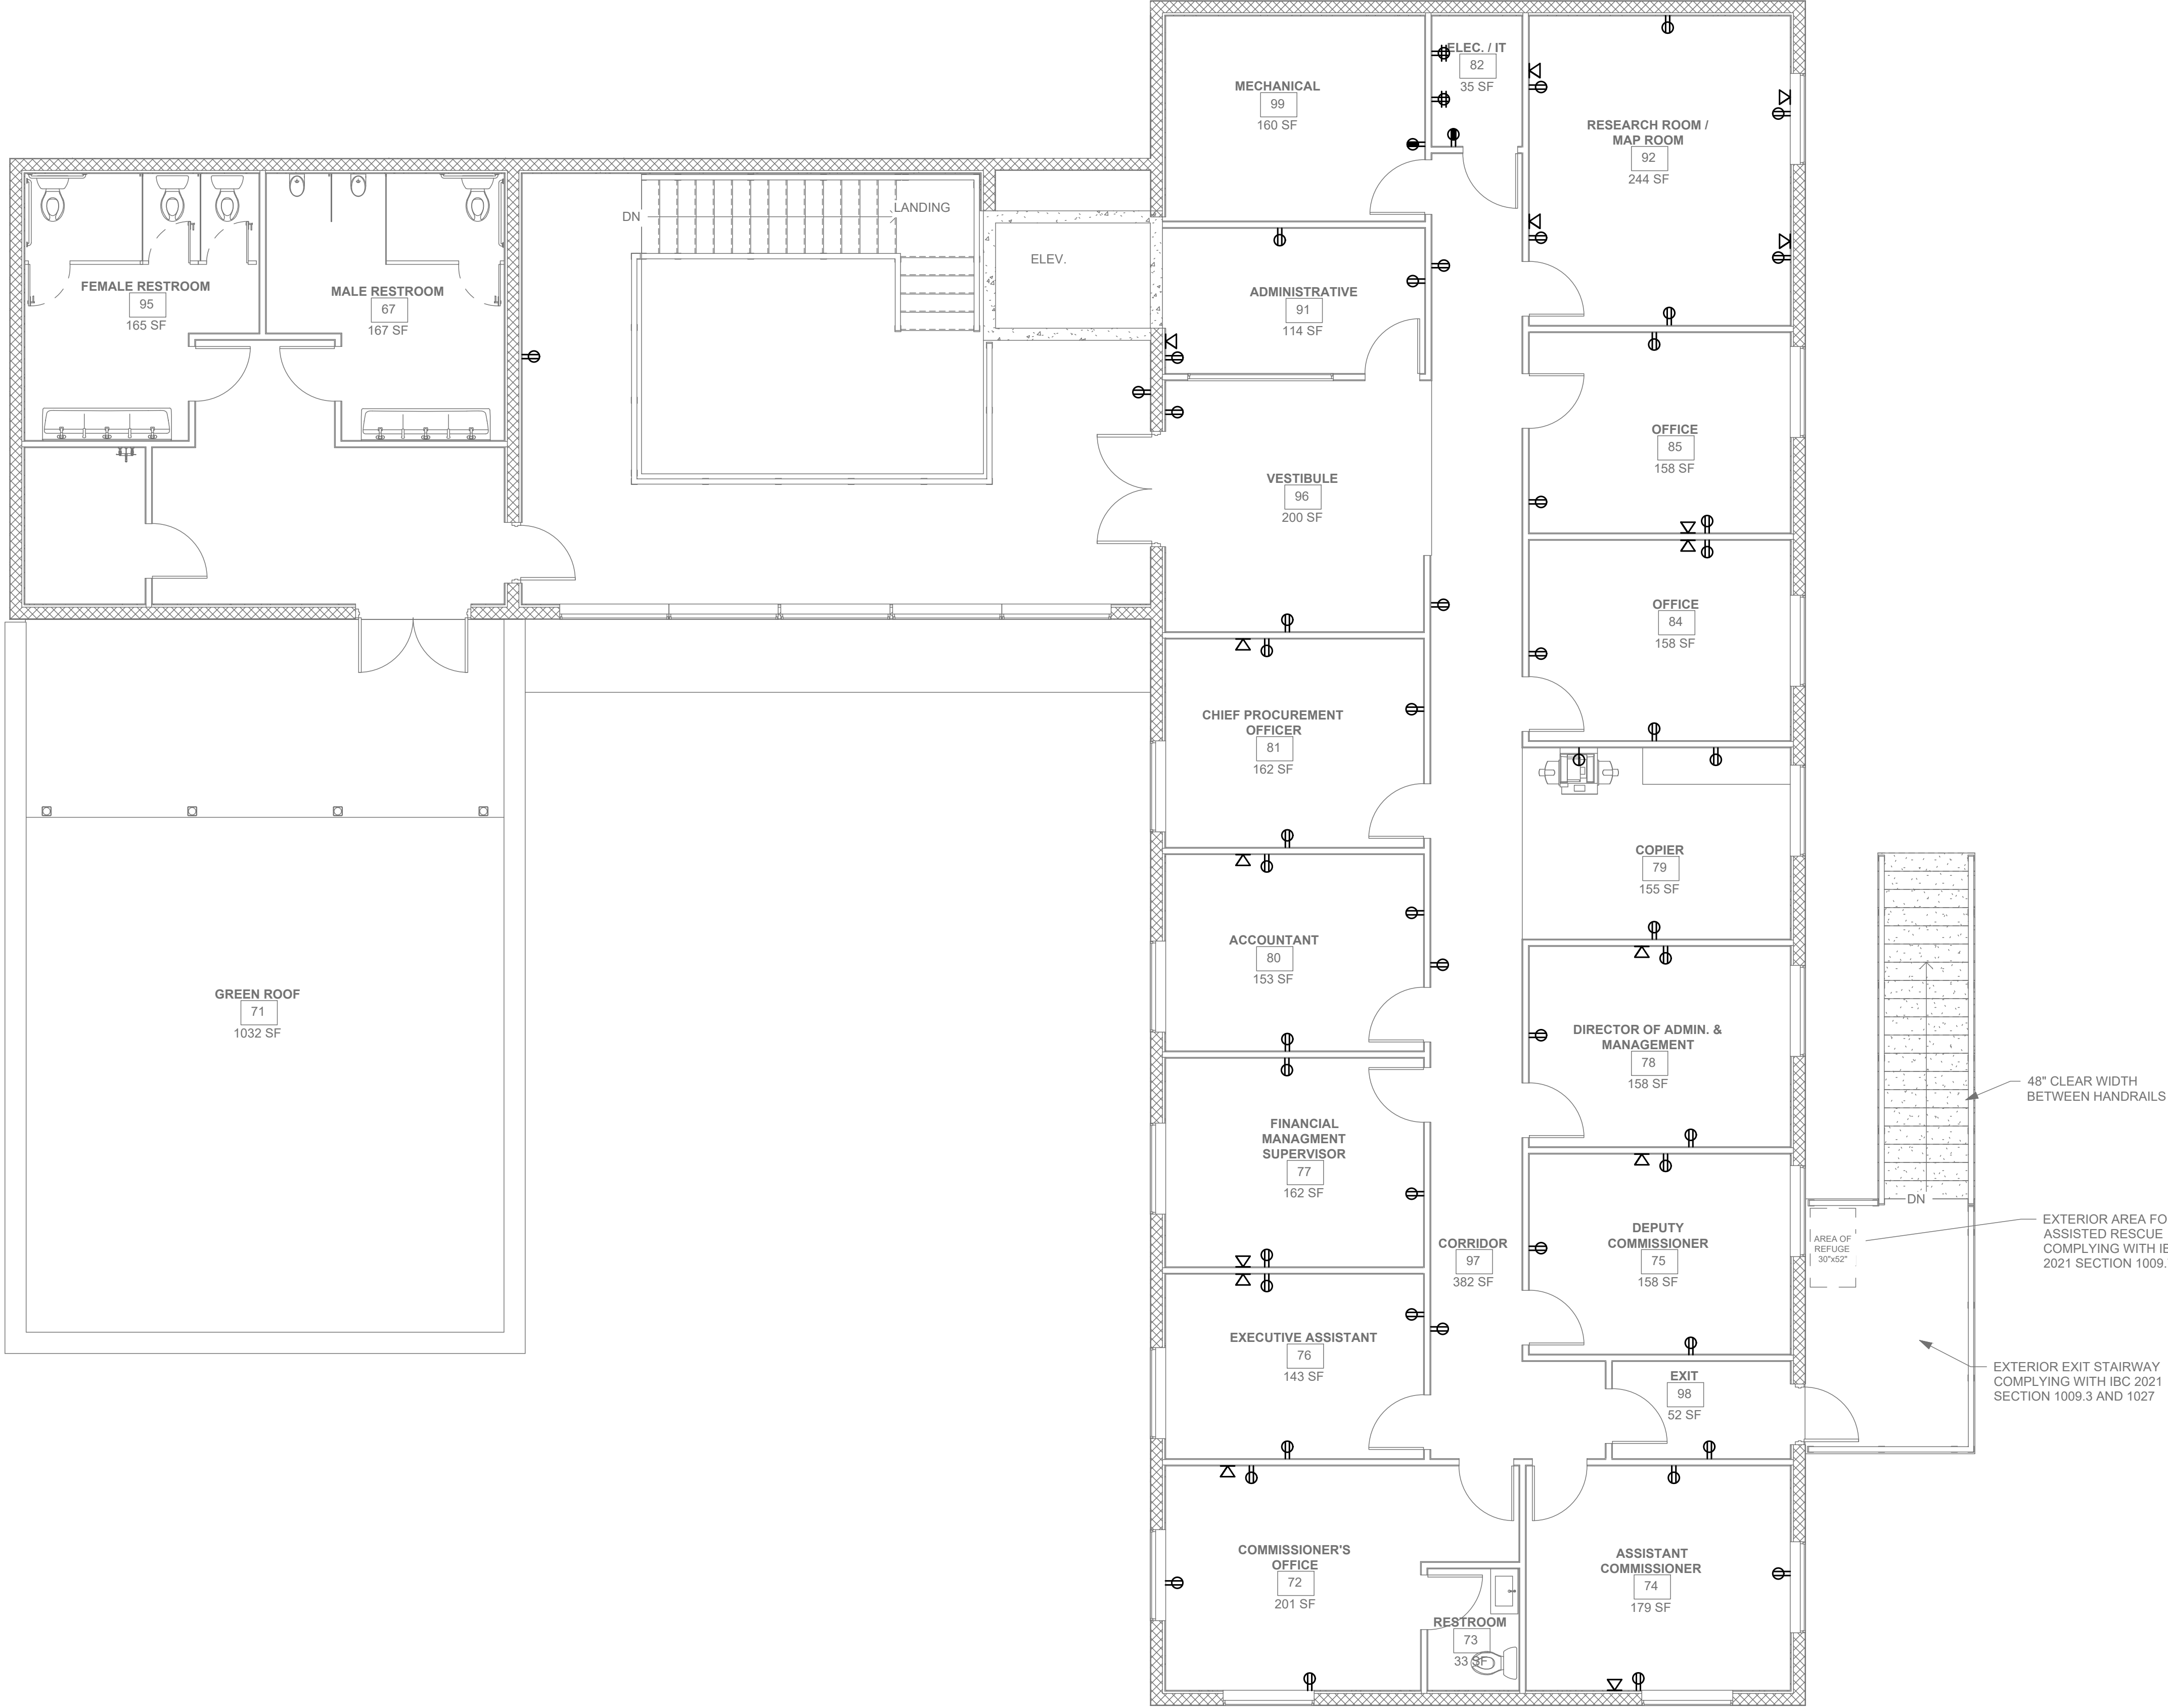 ELEC. / IT
82
35 SF
MECHANICAL
99
160 SF
RESEARCH ROOM /
MAP ROOM
92
244 SF
DN
LANDING
ELEV.
FEMALE RESTROOM
95
165 SF
MALE RESTROOM
67
167 SF
ADMINISTRATIVE
91
114 SF
OFFICE
85
158 SF
VESTIBULE
96
200 SF
OFFICE
84
158 SF
CHIEF PROCUREMENT
OFFICER
81
162 SF
COPIER
79
155 SF
ACCOUNTANT
80
153 SF
GREEN ROOF
71
1032 SF
DIRECTOR OF ADMIN. &
MANAGEMENT
78
158 SF
48" CLEAR WIDTH
BETWEEN HANDRAILS
FINANCIAL
MANAGMENT
SUPERVISOR
77
162 SF
DN
CORRIDOR
97
382 SF
DEPUTY
COMMISSIONER
75
158 SF
AREA OF
REFUGE
30"x52"
EXTERIOR AREA FO
ASSISTED RESCUE
COMPLYING WITH IB
2021 SECTION 1009.
EXECUTIVE ASSISTANT
76
143 SF
EXIT
98
52 SF
EXTERIOR EXIT STAIRWAY
COMPLYING WITH IBC 2021
SECTION 1009.3 AND 1027
COMMISSIONER'S
OFFICE
72
201 SF
RESTROOM
73
33 SF
ASSISTANT
COMMISSIONER
74
179 SF